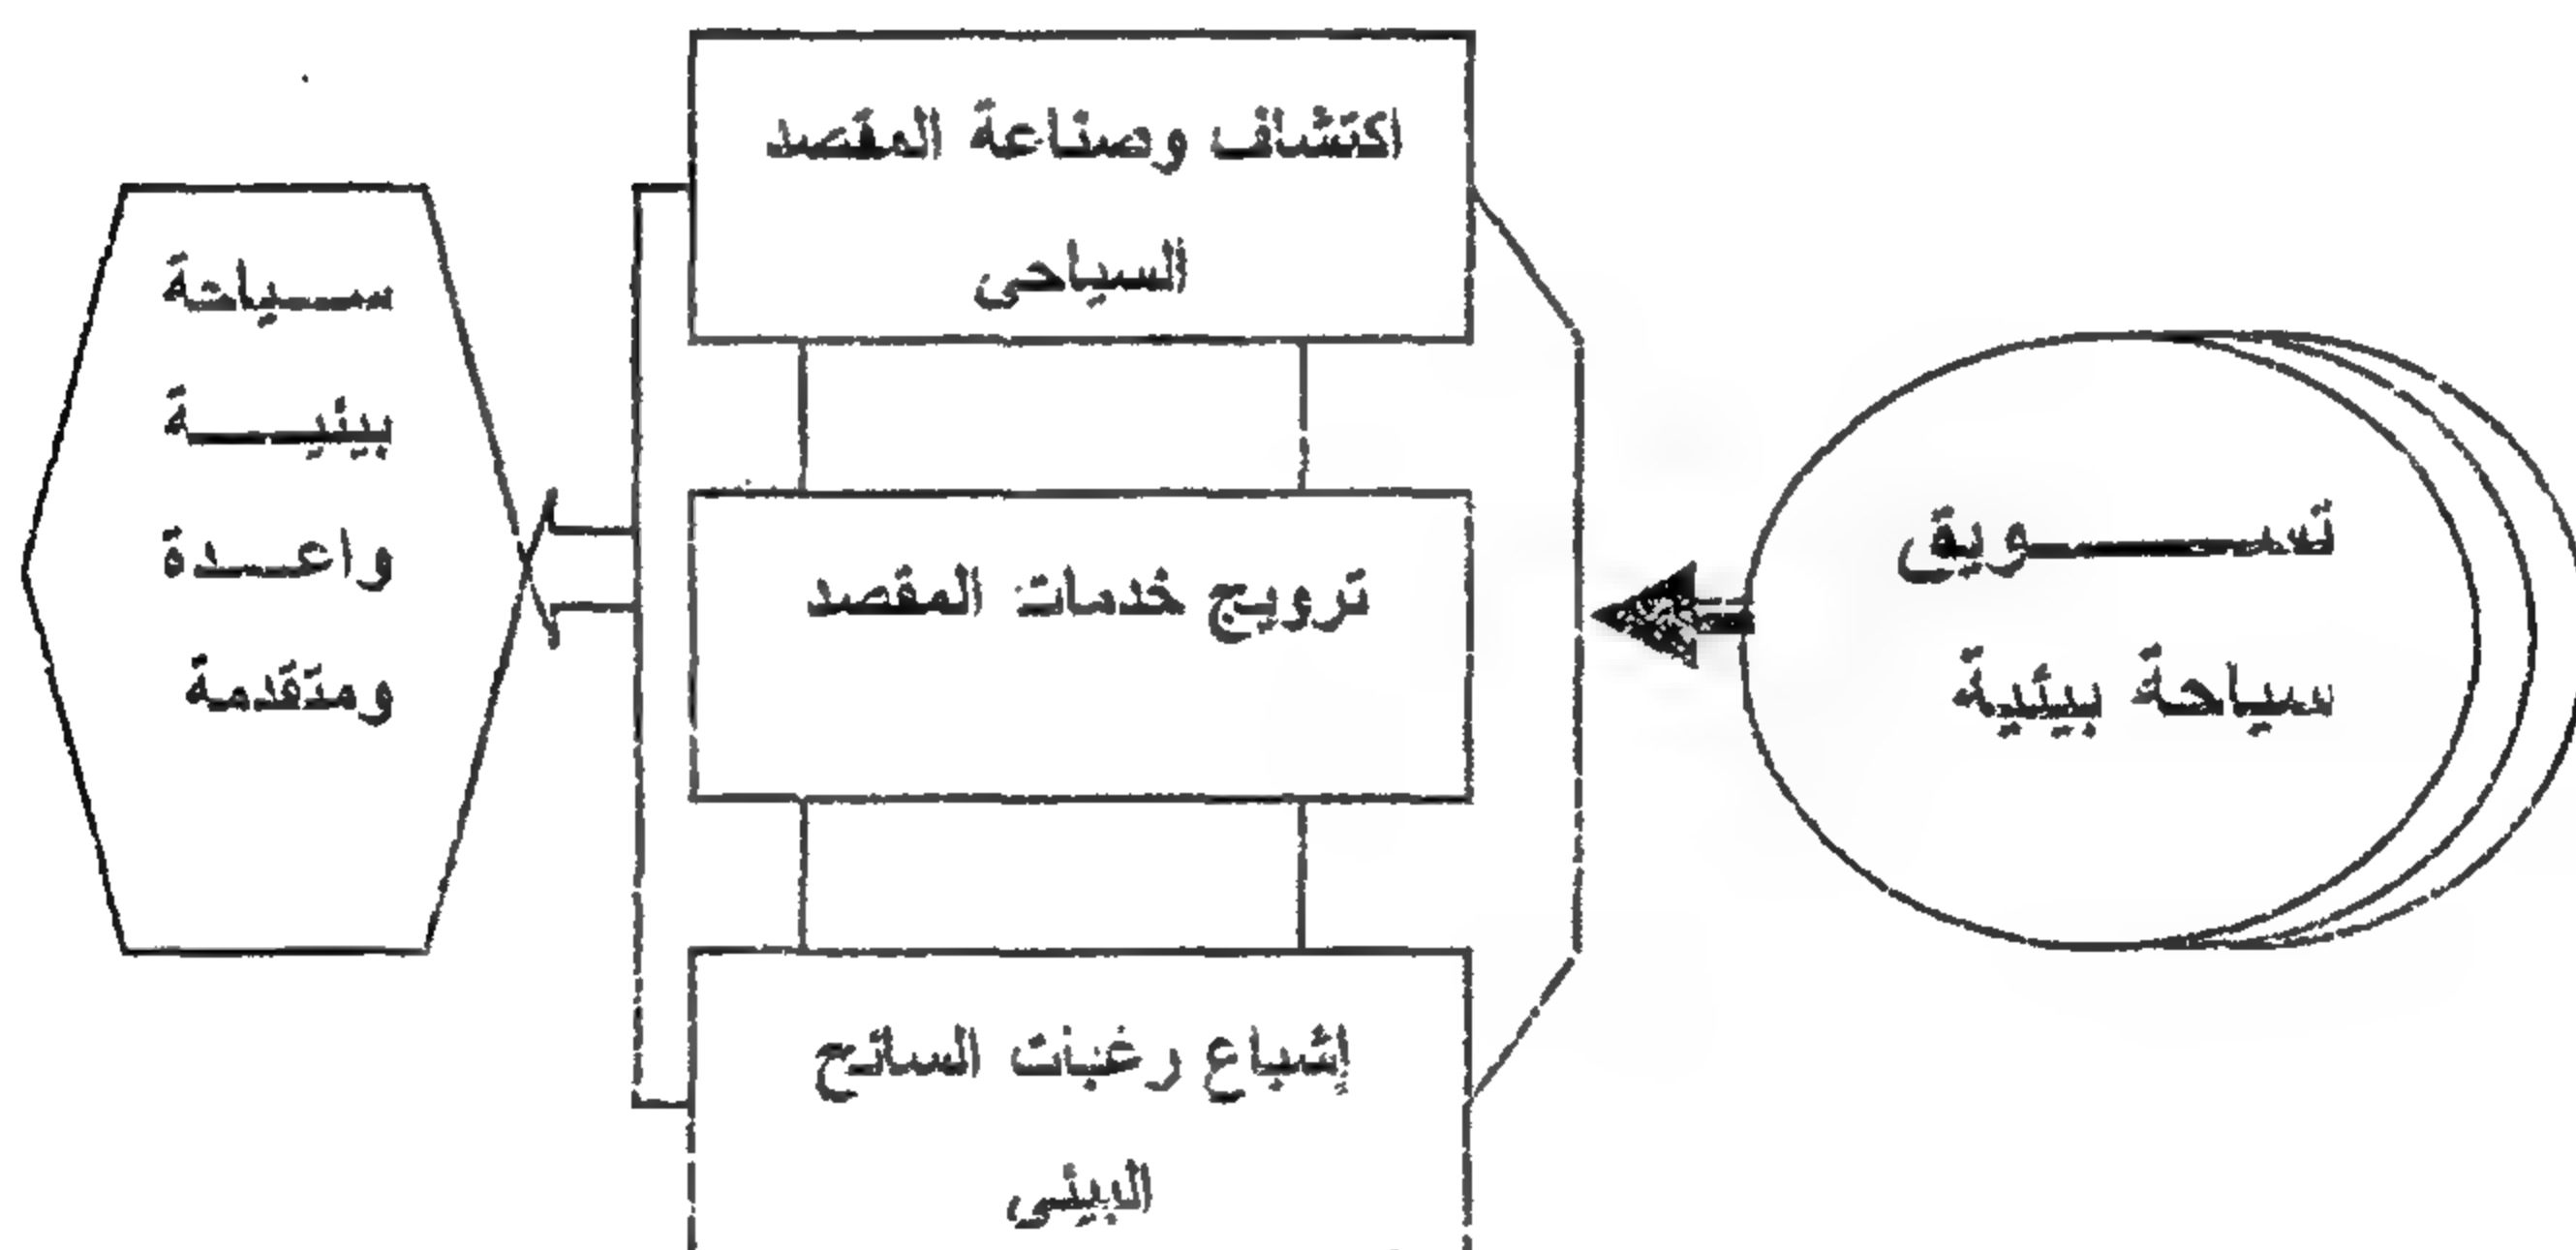 تسويق
سياحة بيئية
اكتشاف وصناعة المقصد
السياحى
ترويج خدمات المقصد
إشباع رغبات السائح
البيئى
سياحة
بيئية
واعدة
ومتقدمة